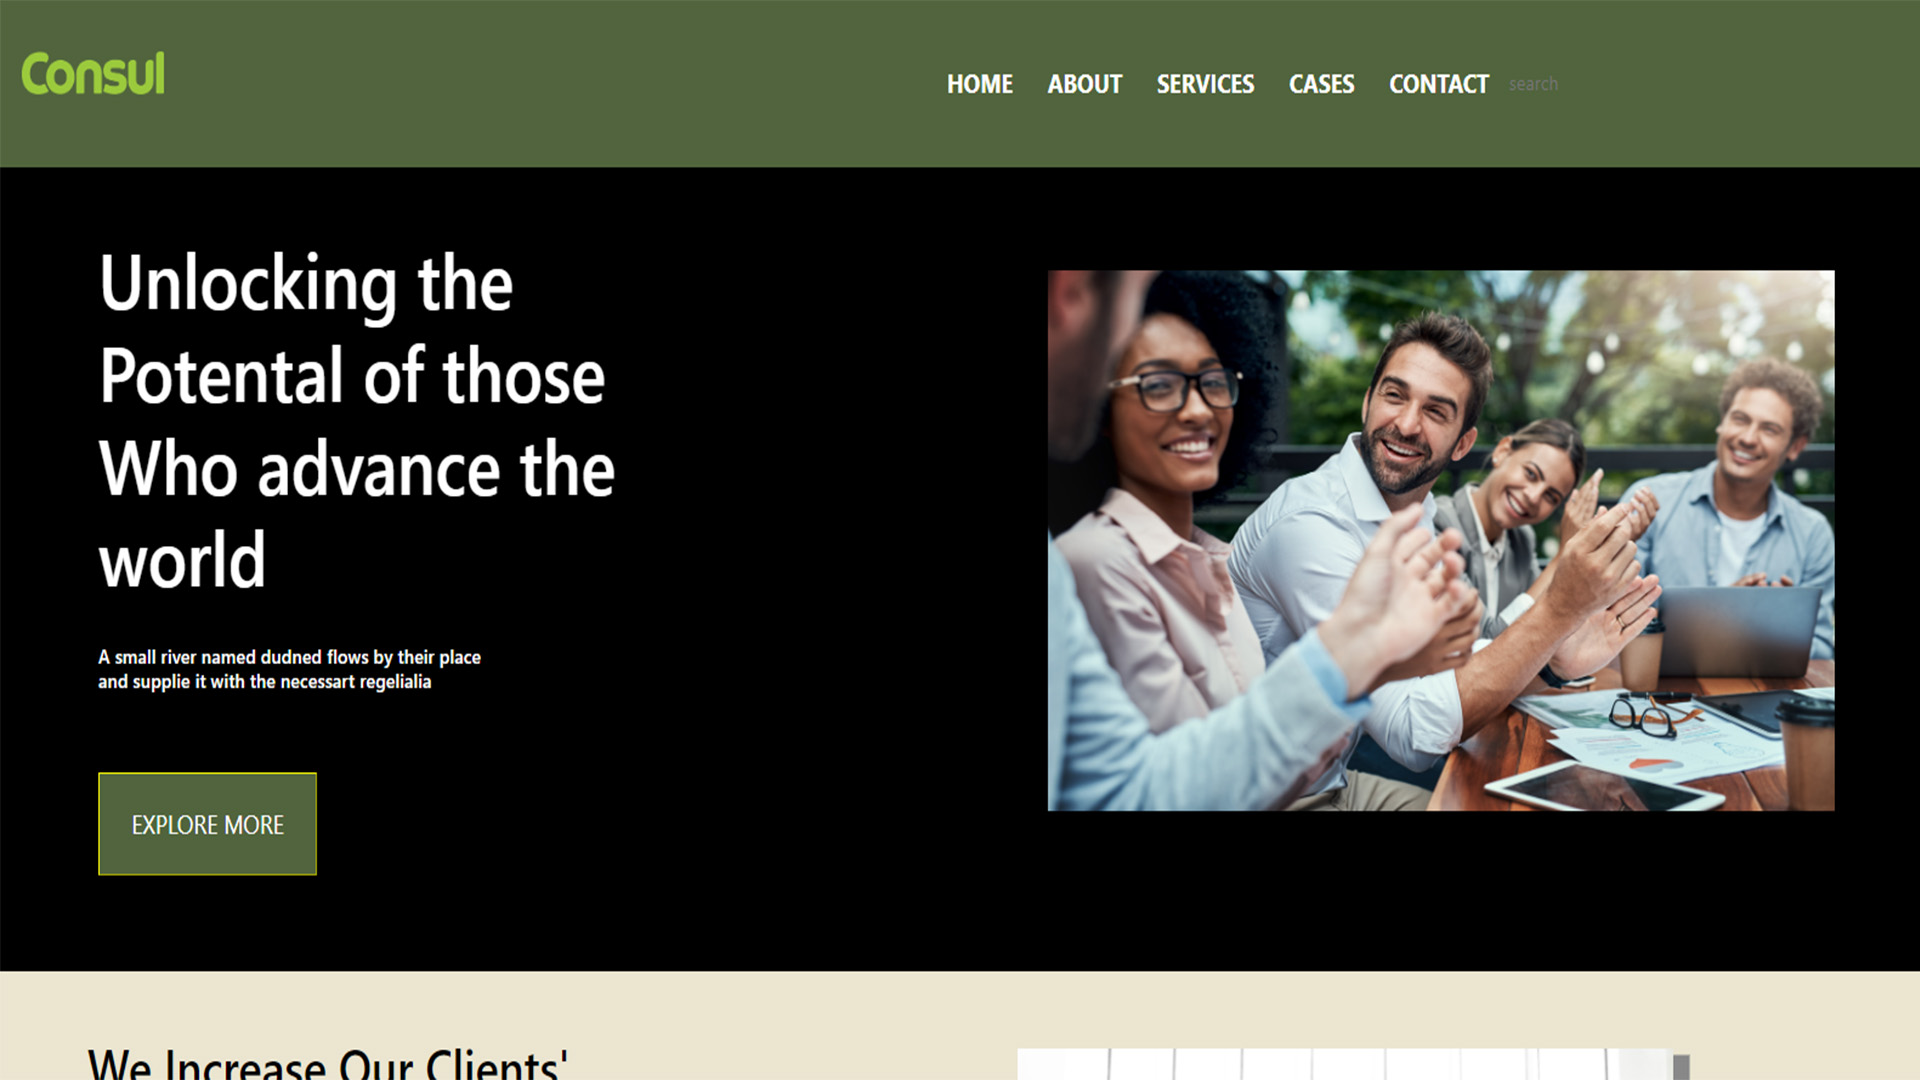 Consul
HOME ABOUT SERVICES CASES CONTACT search
Unlocking the
Potental of those
Who advance the
world
A small river named dudned flows by their place
and supplie it with the necessart regelialia
EXPLORE MORE
We Increase Our Clients'